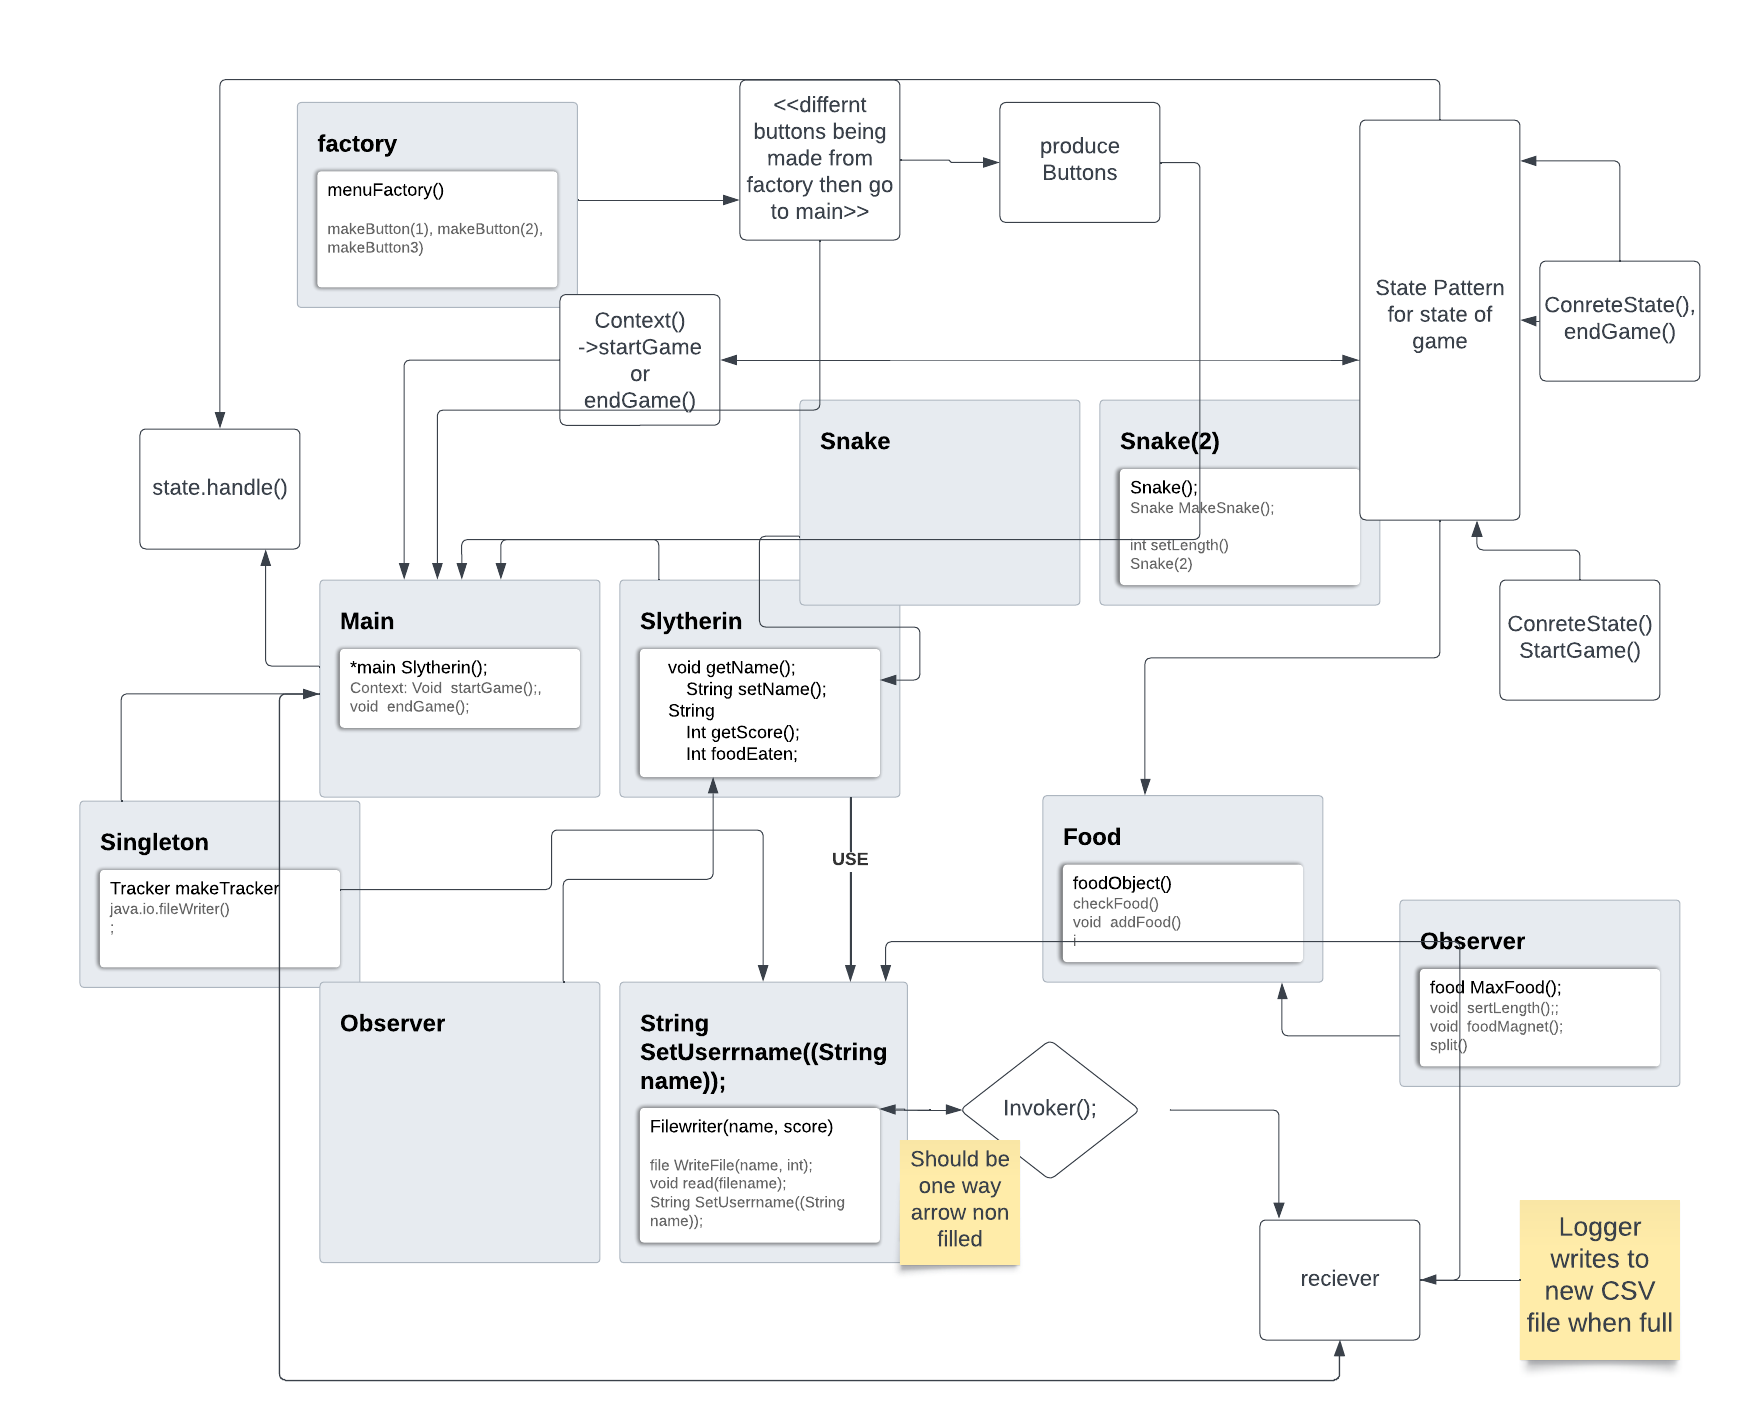 factory
menuFactory()
makeButton(1), makeButton(2),
makeButton3)
<<differnt
buttons being
made from
factory then go
to main>>
produce
Buttons
State Pattern
for state of
game
ConreteState(),
endGame()
Context()
->startGame
or
endGame()
state.handle()
Snake
Snake(2)
Snake();
Snake MakeSnake();
int setLength()
Snake(2)
ConreteState()
StartGame()
Main
*main Slytherin();
Context: Void  startGame();,
void  endGame();
Slytherin
void getName();
String setName();
String
Int getScore();
Int foodEaten;
Singleton
Tracker makeTracker
java.io.fileWriter()
;
USE
Food
foodObject()
checkFood()
void  addFood()
i
Observer
food MaxFood();
void  sertLength();;
void  foodMagnet();
split()
Observer
String
SetUserrname((String
name));
Filewriter(name, score)
file WriteFile(name, int);
void read(filename);
String SetUserrname((String
name));
Invoker();
Should be
one way
arrow non
filled
reciever
Logger
writes to
new CSV
file when full